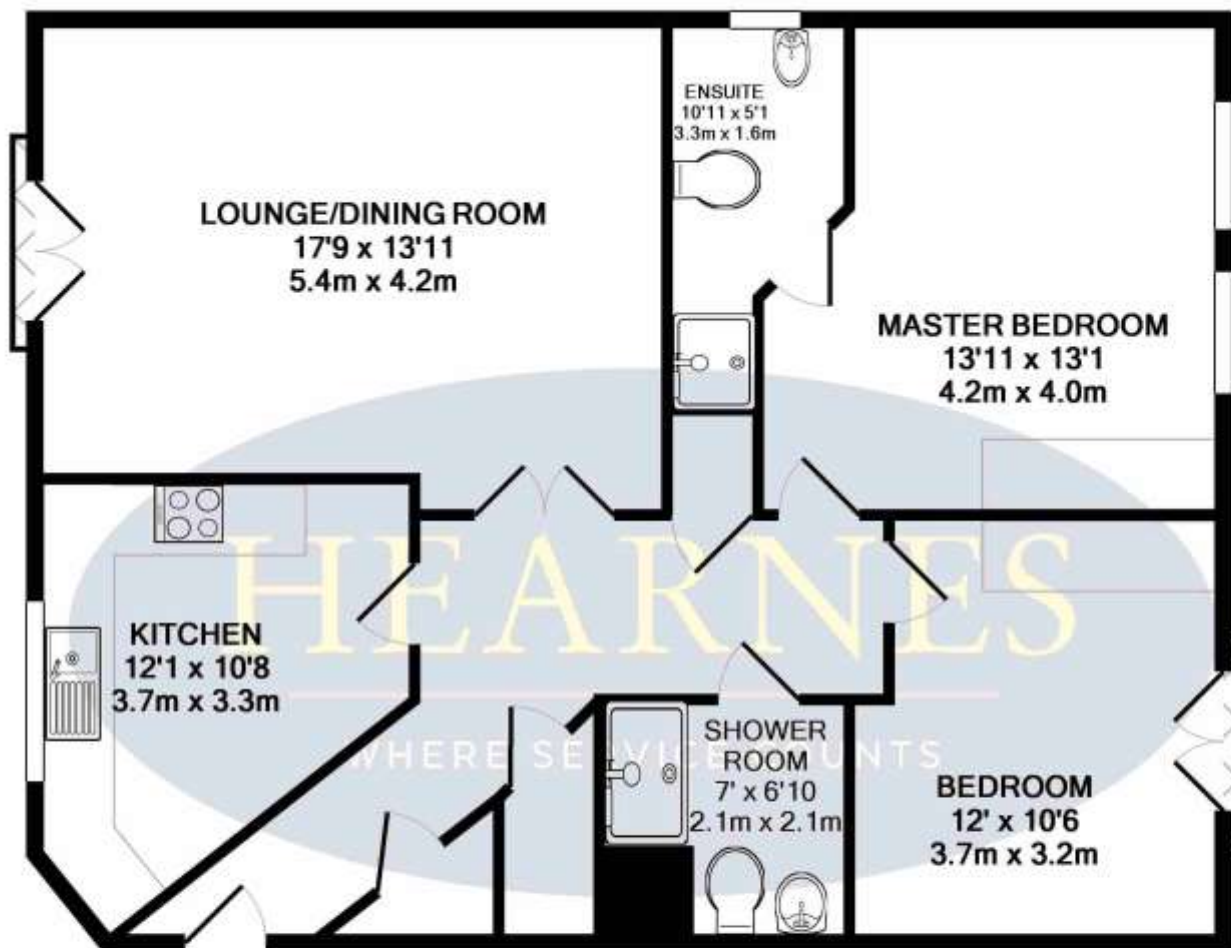 ENSUITE
10'11 x 5'1
3.3m x 1.6m
LOUNGE/DINING ROOM
17'9 x 13'11
5.4m x 4.2m
MASTER BEDROOM
13'11 x 13'1
4.2m x 4.0m
HEARNES
KITCHEN
12'1 x 10'8
3.7m x 3.3m
WHERE SERVICE COUNTS
SHOWER
ROOM
7' x 6'10
2.1m x 2.1m
BEDROOM
12' x 10'6
3.7m x 3.2m